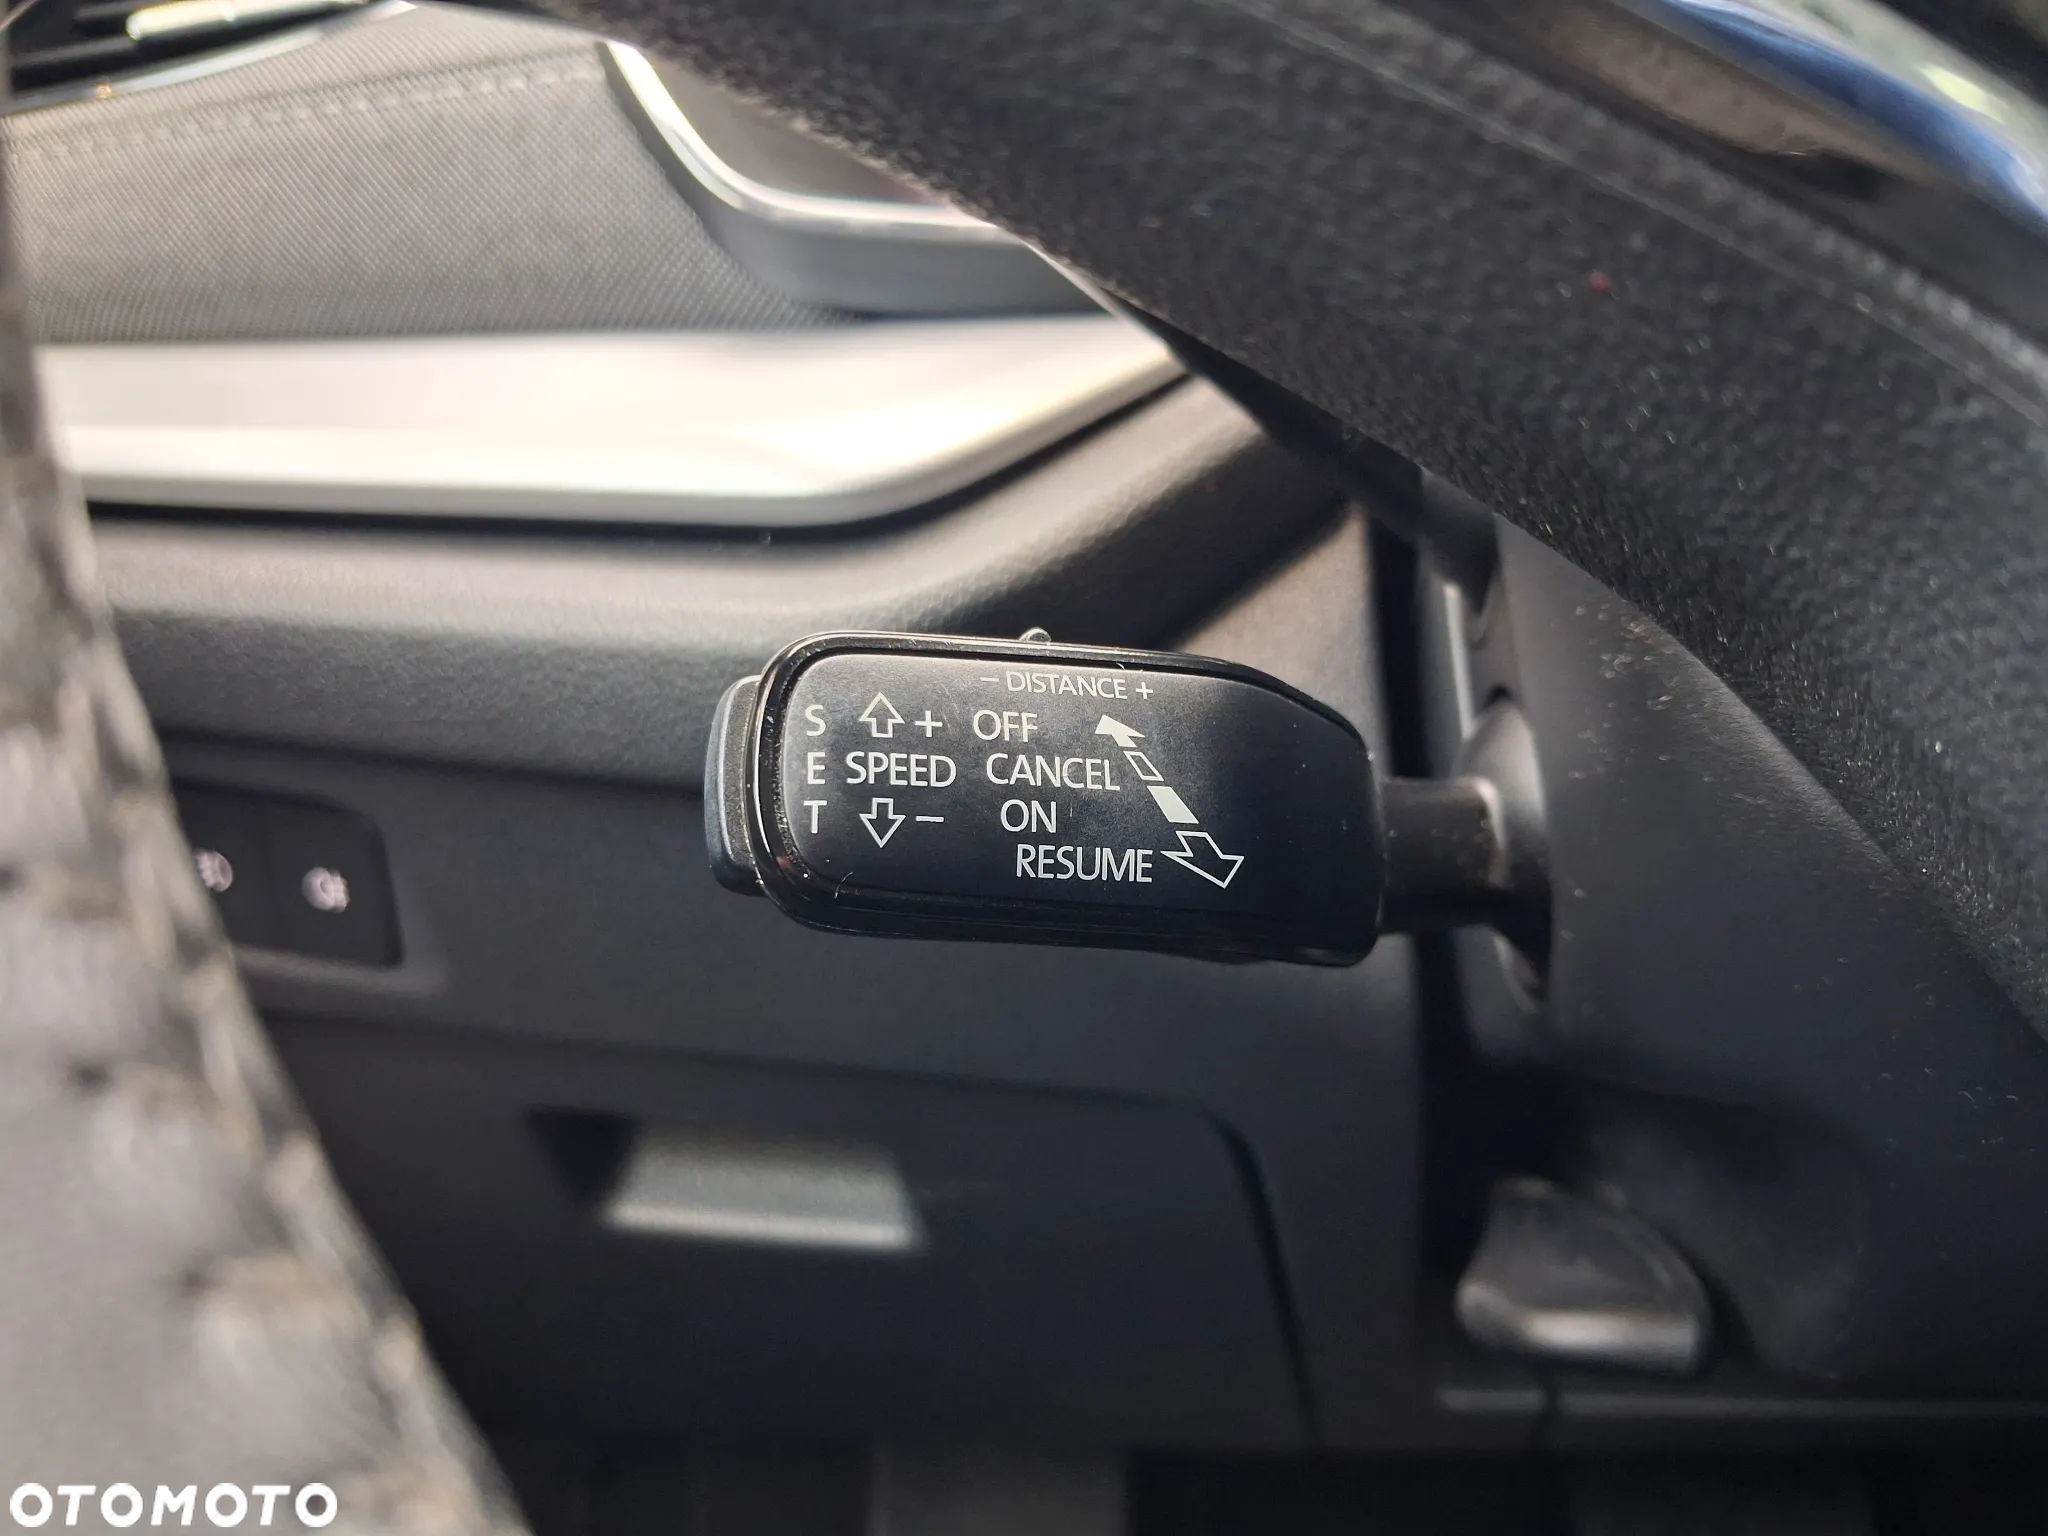 - DISTANCE +
S + OFF
E SPEED CANCEL
T - ON
RESUME
OTOMOTO